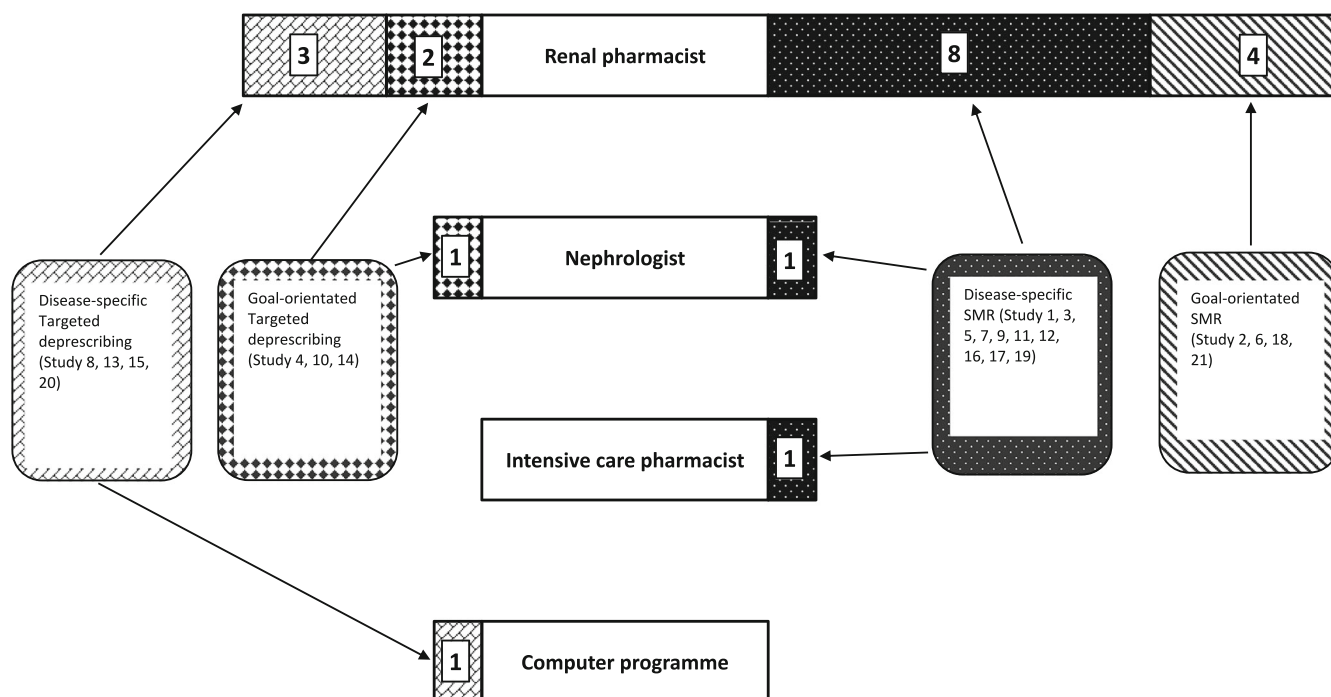 3
2
Renal pharmacist
8
4
1
Nephrologist
1
Disease-specific
Targeted
deprescribing
(Study 8, 13, 15,
20)
Goal-orientated
Targeted
deprescribing
(Study 4, 10, 14)
Disease-specific
SMR (Study 1, 3,
5, 7, 9, 11, 12,
16, 17, 19)
Goal-orientated
SMR
(Study 2, 6, 18,
21)
Intensive care pharmacist
1
1
Computer programme